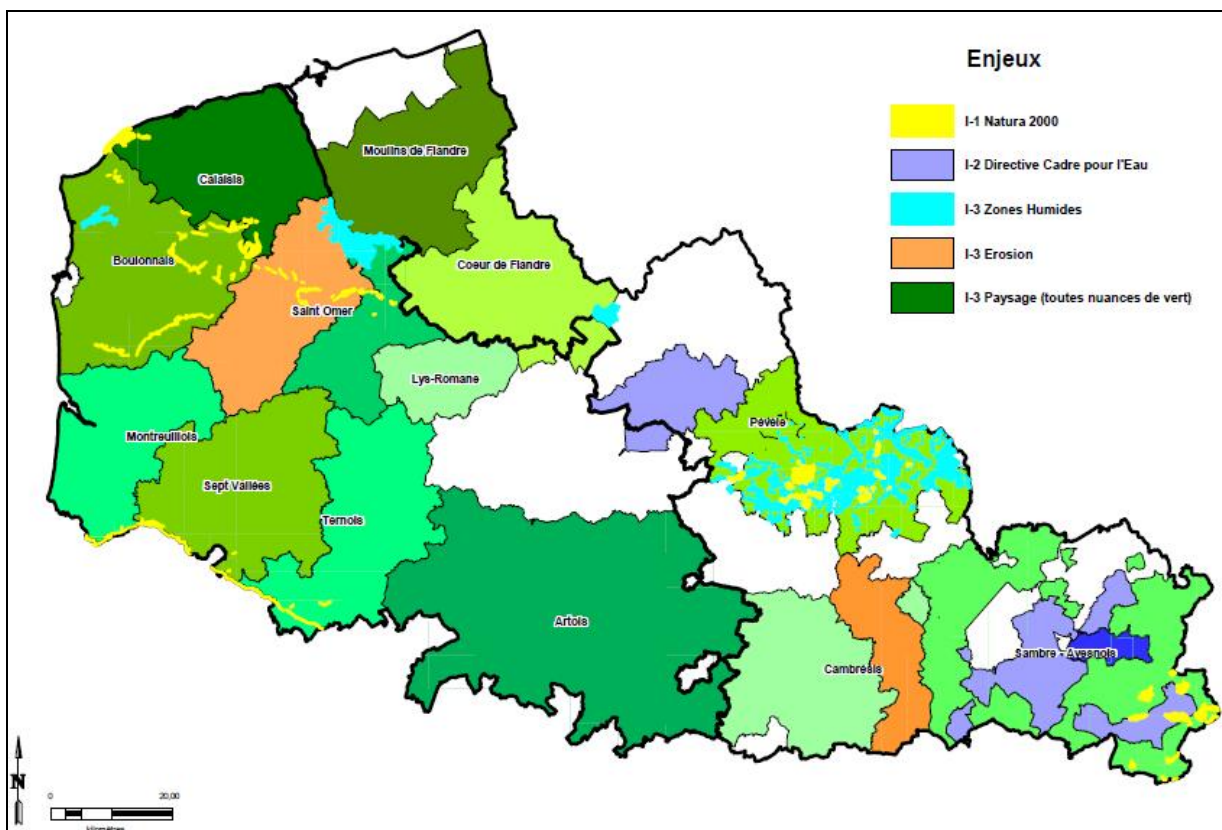 Enjeux
I-1 Natura 2000
I-2 Directive Cadre pour l'Eau
I-3 Zones Humides
I-3 Erosion
I-3 Paysage (toutes nuances de vert)
Moulins de Flandre
Calaisis
Boulonnais
Coeur de Flandre
Saint Omer
Lys-Romane
Montreuillois
Pévèle
Sept Vallées
Ternois
Artois
Cambrésis
Sambre - Avesnois
N
0 20,00
kilomètres